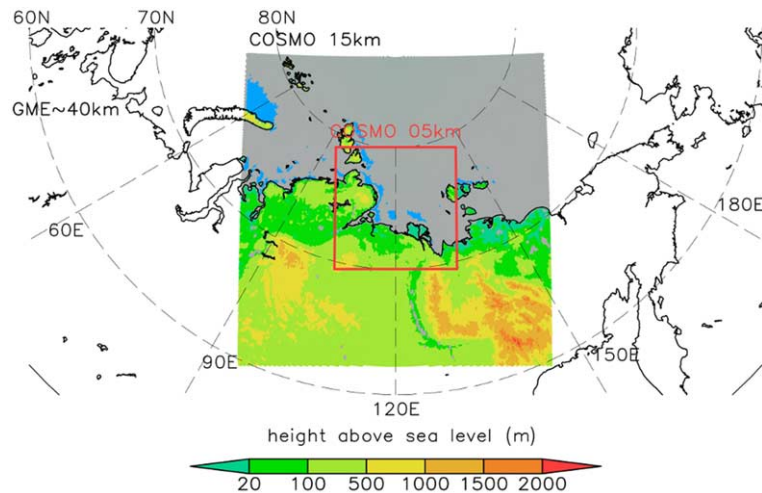 60N 70N 80N
COSMO 15km
GME~40km
COSMO 05km
180E
60E
150E
90E
120E
height above sea level (m)
20 100 500 1000 1500 2000